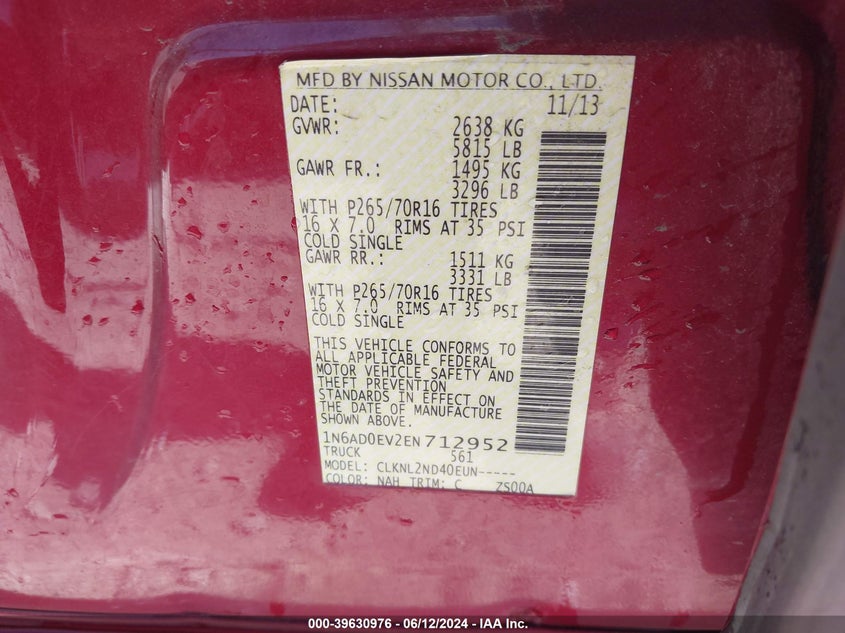 MFD BY NISSAN MOTOR CO., LTD.
DATE: 11/13
GVWR: 2638 KG
5815 LB
GAWR FR.: 1495 KG
3296 LB
WITH P265/70R16 TIRES
16 X 7.0 RIMS AT 35 PSI
COLD SINGLE
GAWR RR.: 1511 KG
3331 LB
WITH P265/70R16 TIRES
16 X 7.0 RIMS AT 35 PSI
COLD SINGLE
THIS VEHICLE CONFORMS TO
ALL APPLICABLE FEDERAL
MOTOR VEHICLE SAFETY AND
THEFT PREVENTION
STANDARDS IN EFFECT ON
THE DATE OF MANUFACTURE
SHOWN ABOVE.
1N6AD0EV2EN712952
TRUCK 561
MODEL: CLKNL2ND40EUN-----
COLOR: NAH TRIM: C ZS00A
000-39630976 - 06/12/2024 - IAA Inc.